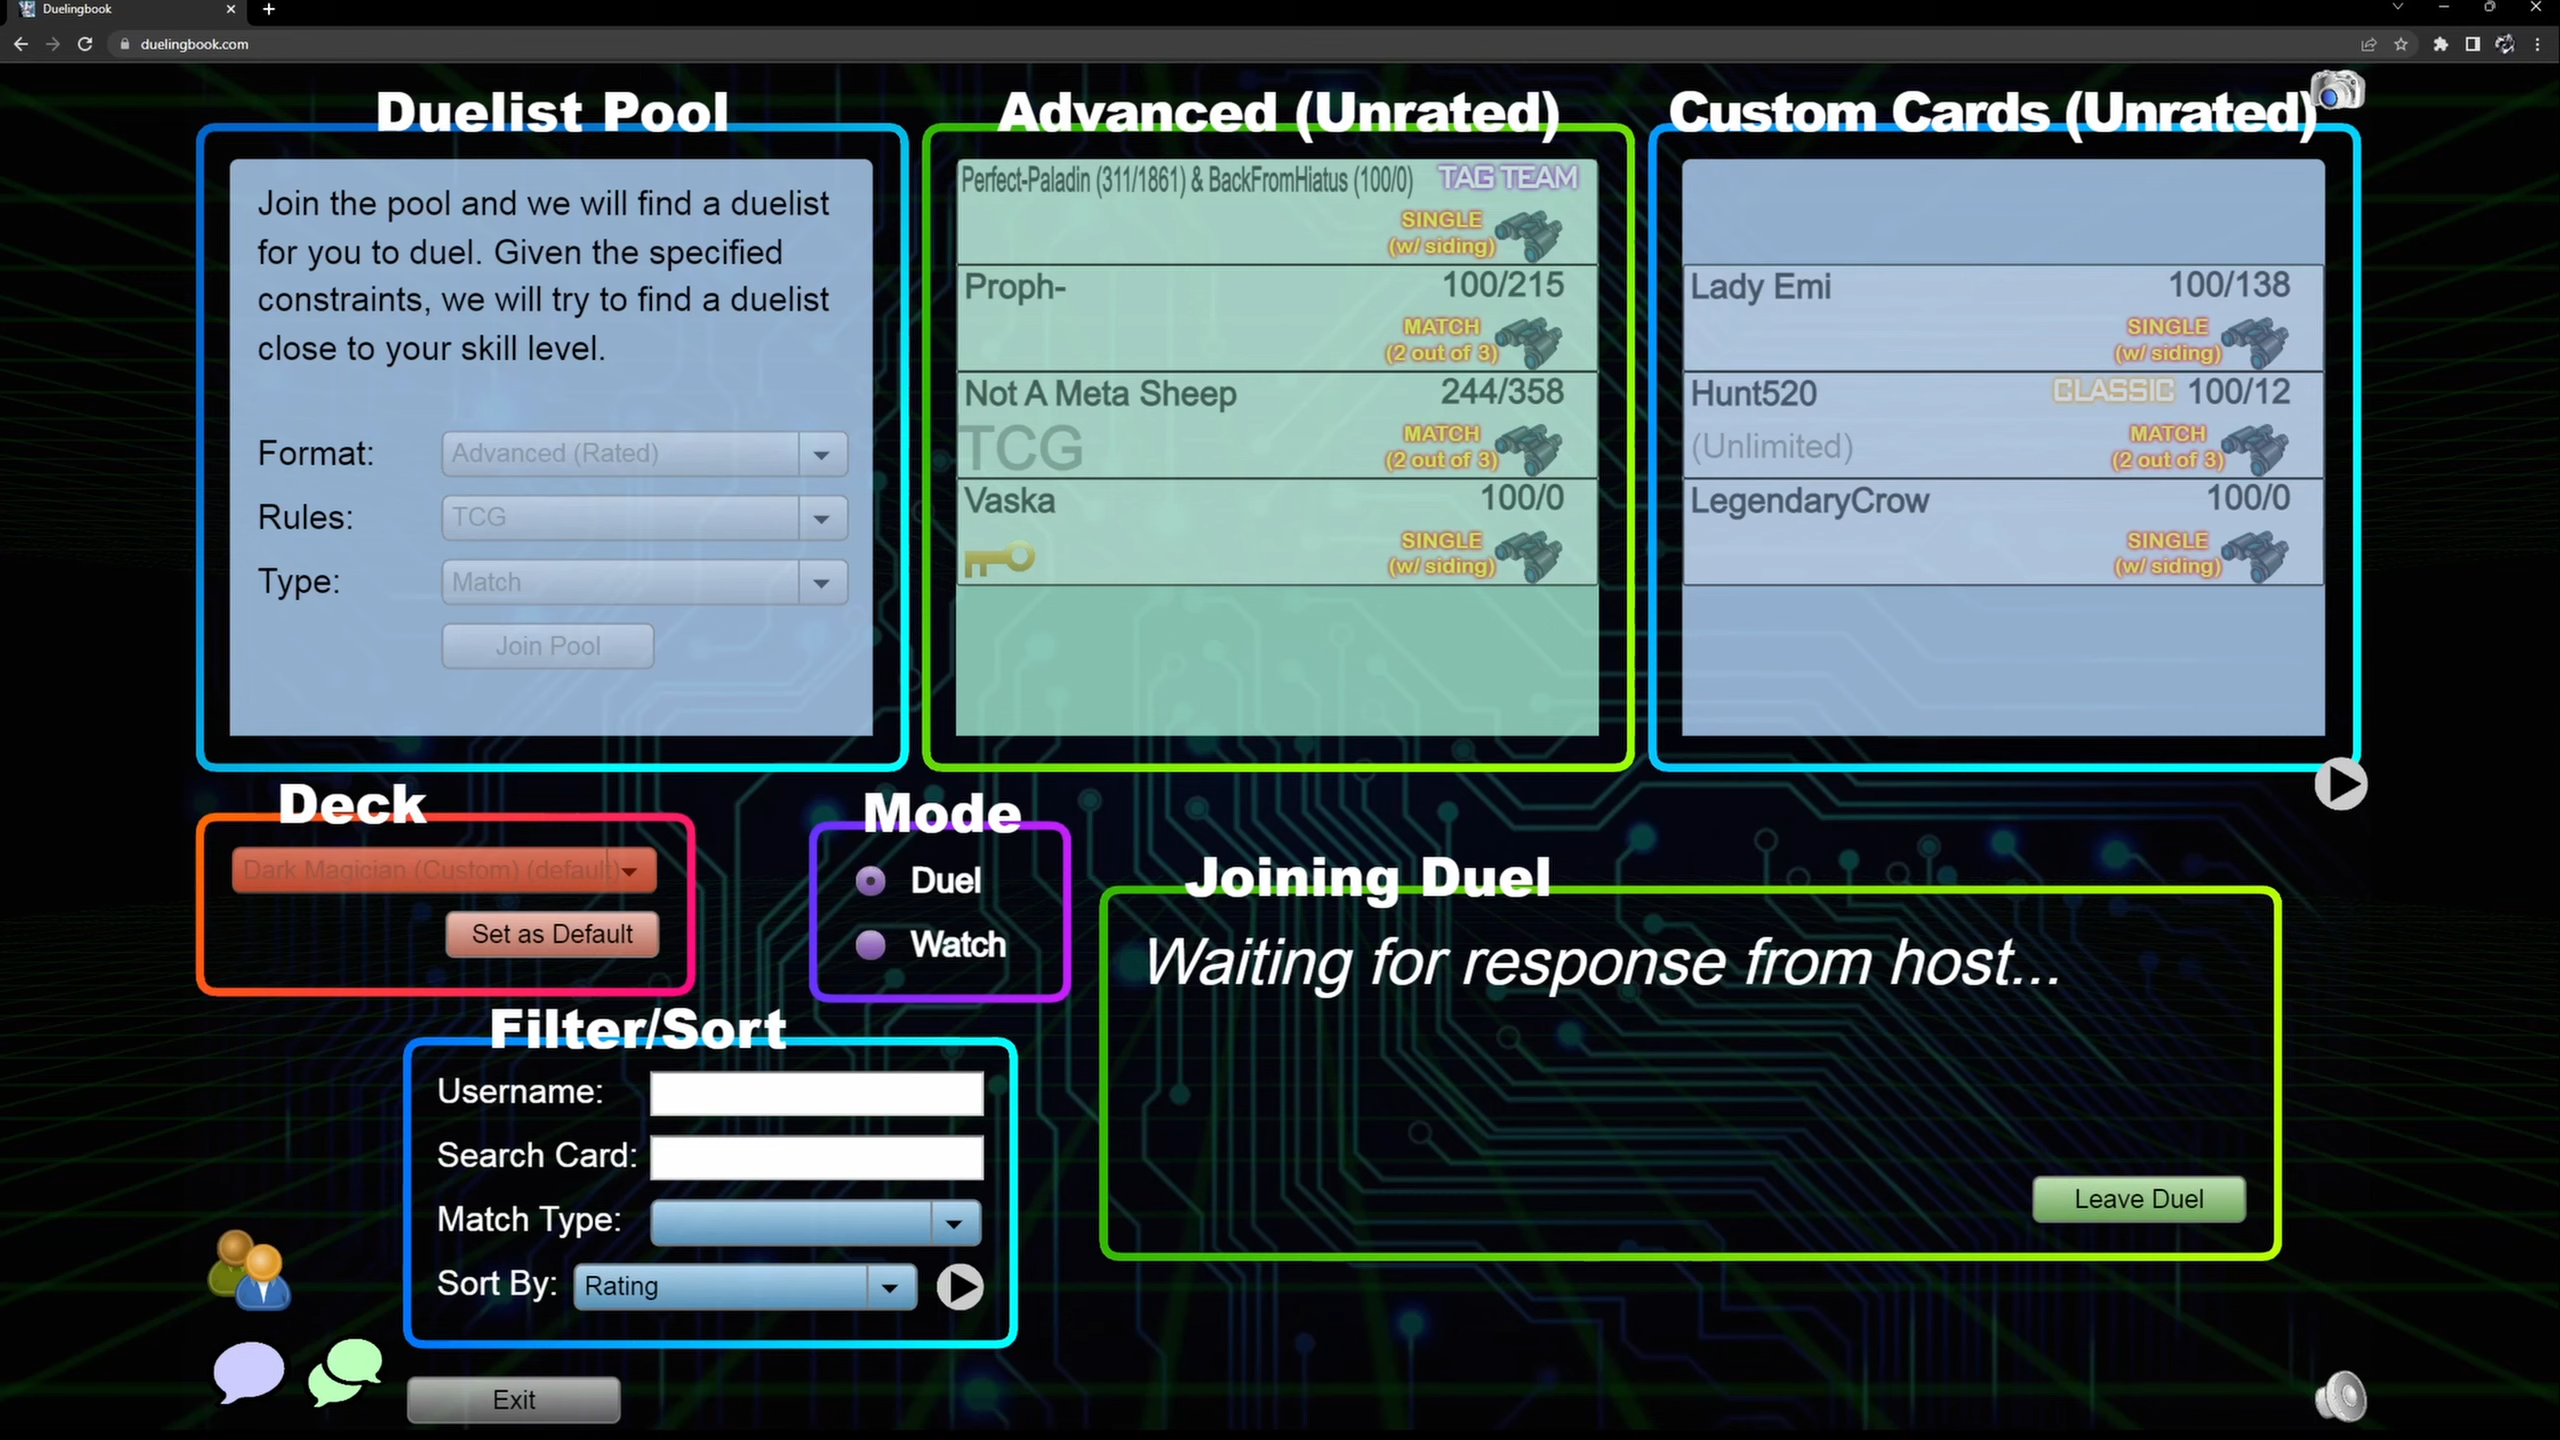 Duelingbook
duelingbook.com
Duelist Pool
Join the pool and we will find a duelist
for you to duel. Given the specified
constraints, we will try to find a duelist
close to your skill level.
Format: Advanced (Rated)
Rules: TCG
Type: Match
Join Pool
Advanced (Unrated)
Perfect-Paladin (311/1861) & BackFromHiatus (100/0) TAG TEAM
SINGLE
(w/ siding)
Proph- 100/215
MATCH
(2 out of 3)
Not A Meta Sheep 244/358
TCG
MATCH
(2 out of 3)
Vaska 100/0
SINGLE
(w/ siding)
Custom Cards (Unrated)
Lady Emi 100/138
SINGLE
(w/ siding)
Hunt520 CLASSIC 100/12
(Unlimited)
MATCH
(2 out of 3)
LegendaryCrow 100/0
SINGLE
(w/ siding)
Deck
Dark Magician (Custom) (default)
Set as Default
Mode
Duel
Watch
Joining Duel
Waiting for response from host...
Leave Duel
Filter/Sort
Username:
Search Card:
Match Type:
Sort By: Rating
Exit